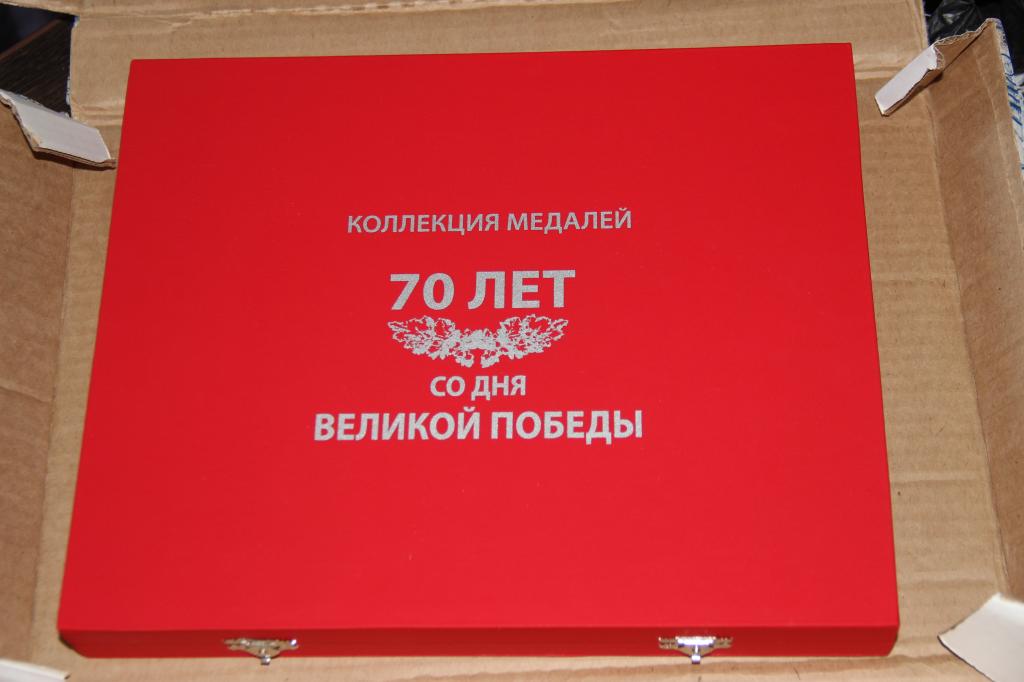 КОЛЛЕКЦИЯ МЕДАЛЕЙ
70 ЛЕТ
СО ДНЯ
ВЕЛИКОЙ ПОБЕДЫ